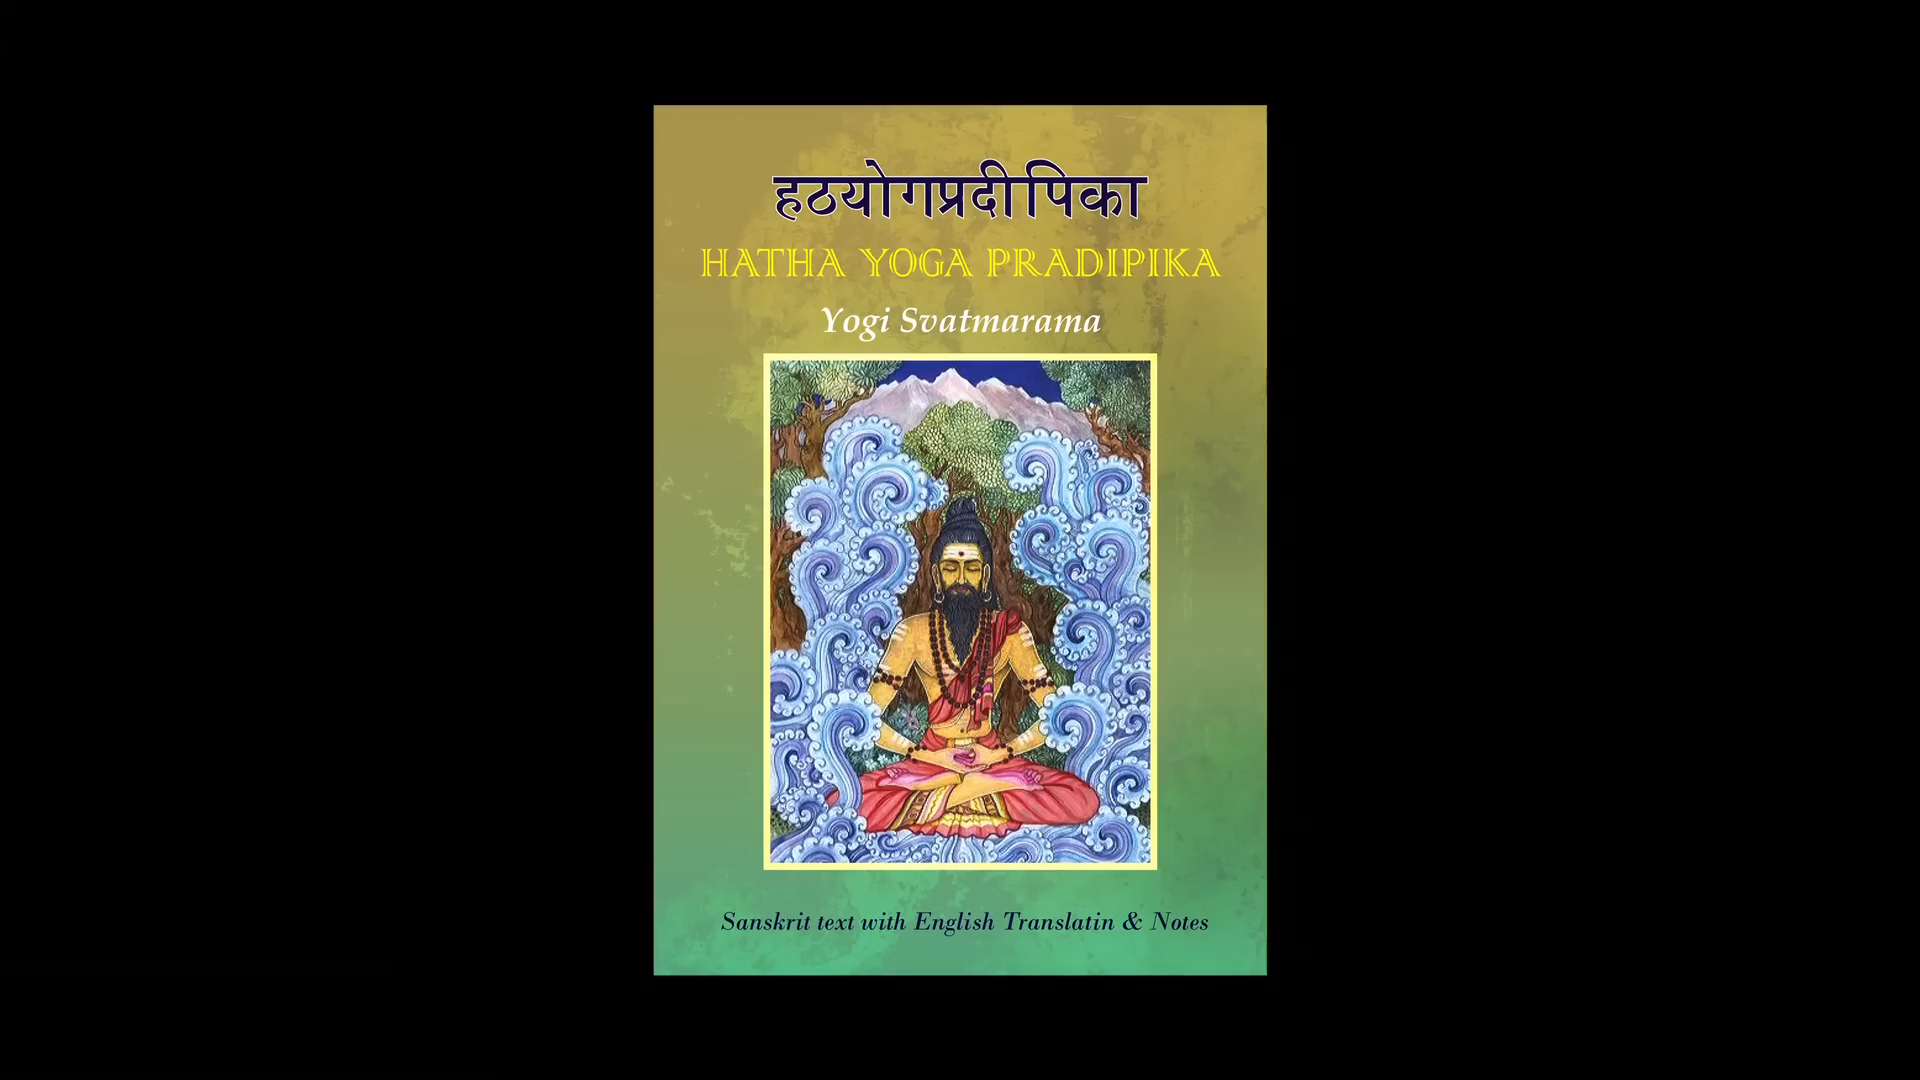 हठयोगप्रदीपिका
HATHA YOGA PRADIPIKA
Yogi Svatmarama
Sanskrit text with English Translatin & Notes